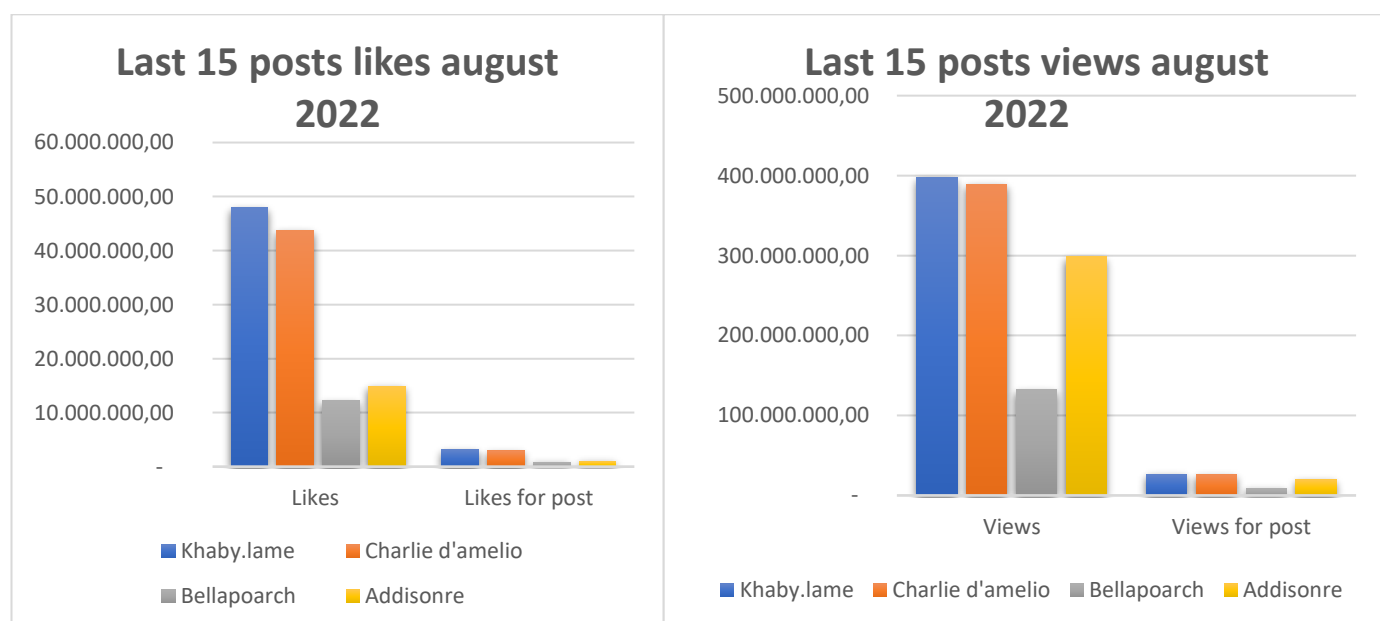 Last 15 posts likes august
2022
60.000.000,00
50.000.000,00
40.000.000,00
30.000.000,00
20.000.000,00
10.000.000,00
-
Likes
Likes for post
Khaby.lame
Charlie d'amelio
Bellapoarch
Addisonre
Last 15 posts views august
2022
500.000.000,00
400.000.000,00
300.000.000,00
200.000.000,00
100.000.000,00
-
Views
Views for post
Khaby.lame
Charlie d'amelio
Bellapoarch
Addisonre